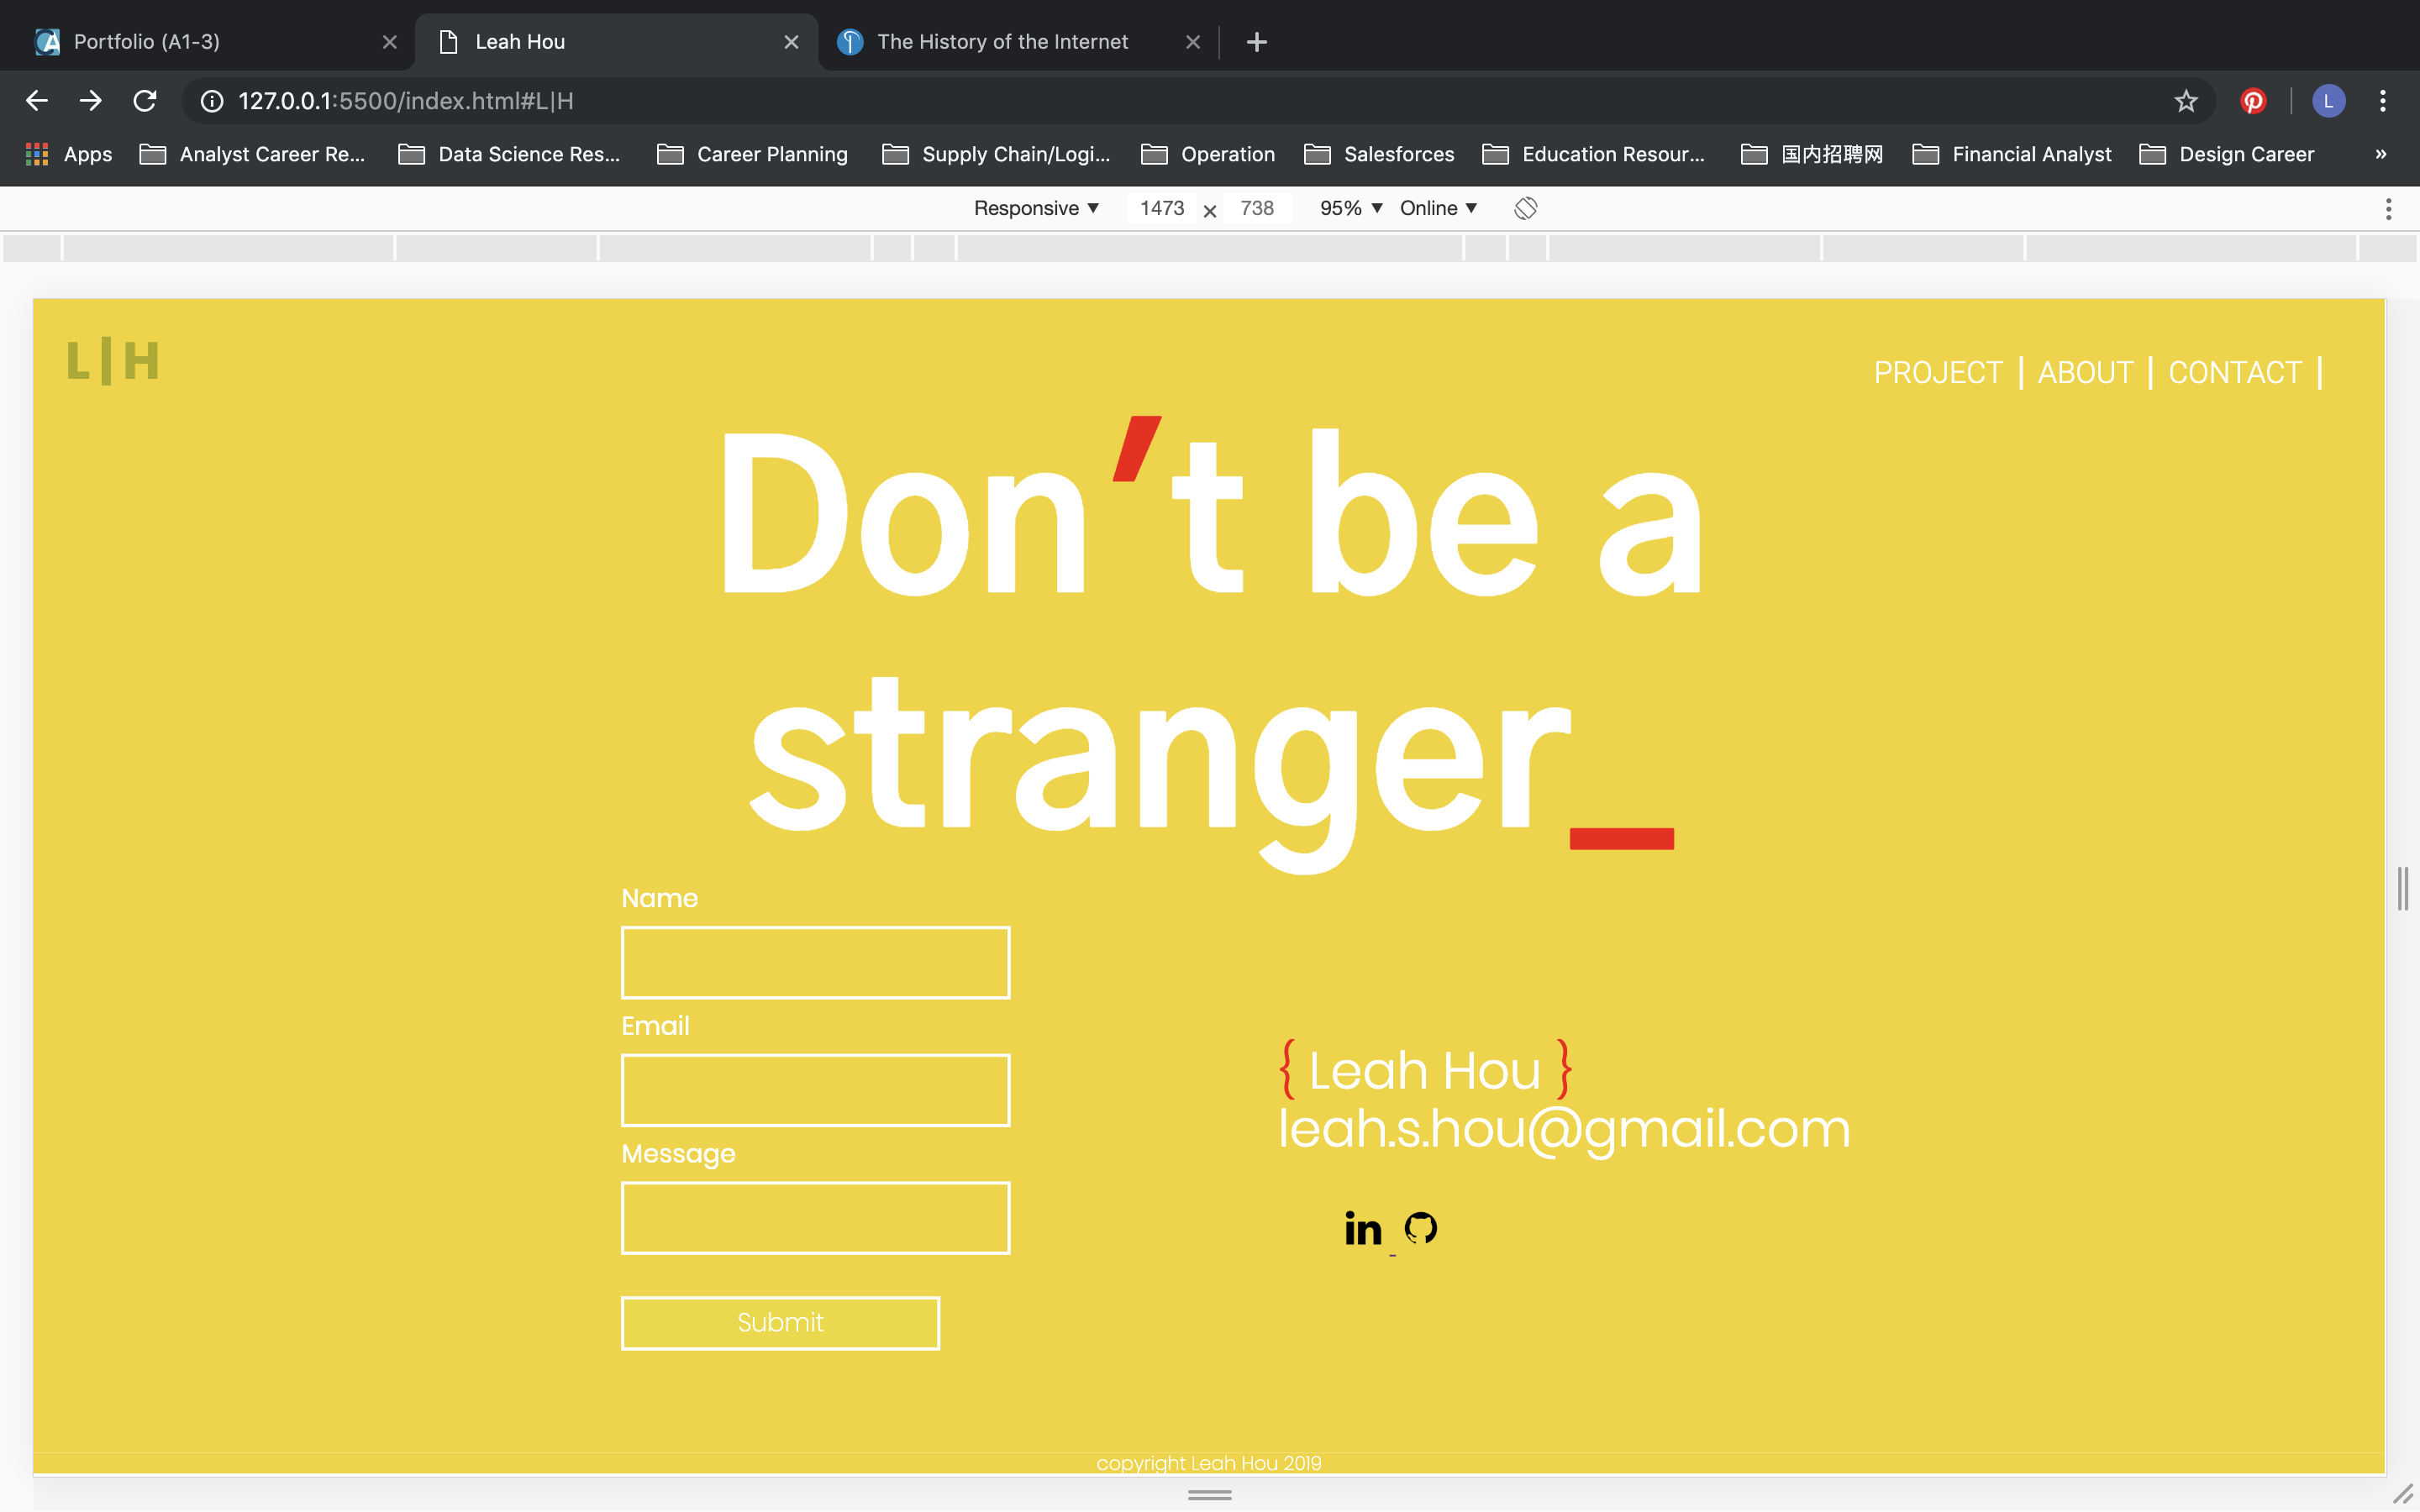 Portfolio (A1-3)
Leah Hou
The History of the Internet
127.0.0.1:5500/index.html#L|H
L
Apps
Analyst Career Re...
Data Science Res...
Career Planning
Supply Chain/Logi...
Operation
Salesforces
Education Resour...
国内招聘网
Financial Analyst
Design Career
»
Responsive
1473 × 738
95%
Online
L|H
PROJECT | ABOUT | CONTACT |
Don’t be a
stranger_
Name
Email
Message
Submit
{ Leah Hou }
leah.s.hou@gmail.com
in
copyright Leah Hou 2019